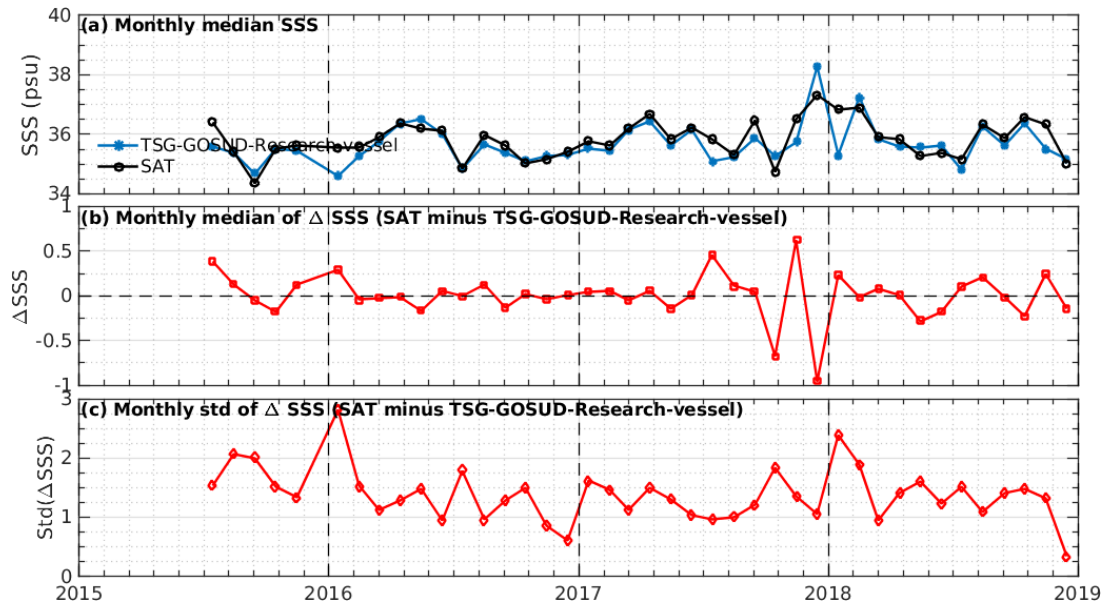 (a) Monthly median SSS
40
38
36
34
SSS (psu)
TSG-GOSUD-Research-vessel
SAT
(b) Monthly median of Δ SSS (SAT minus TSG-GOSUD-Research-vessel)
1
0.5
0
-0.5
-1
ΔSSS
(c) Monthly std of Δ SSS (SAT minus TSG-GOSUD-Research-vessel)
3
2
1
0
Std(ΔSSS)
2015 2016 2017 2018 2019